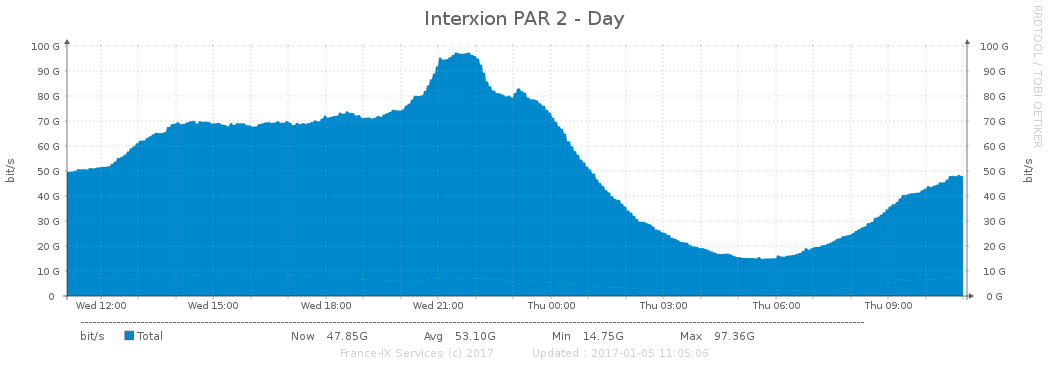 Interxion PAR 2 - Day
RRDTOOL / TOBI OETIKER
100 G 100 G
90 G 90 G
80 G 80 G
70 G 70 G
60 G 60 G
50 G 50 G
40 G 40 G
30 G 30 G
20 G 20 G
10 G 10 G
0 0 G
bit/s bit/s
Wed 12:00 Wed 15:00 Wed 18:00 Wed 21:00 Thu 00:00 Thu 03:00 Thu 06:00 Thu 09:00
bit/s Total Now 47.85G Avg 53.10G Min 14.75G Max 97.36G
France-IX Services (c) 2017 Updated : 2017-01-05 11:05:06